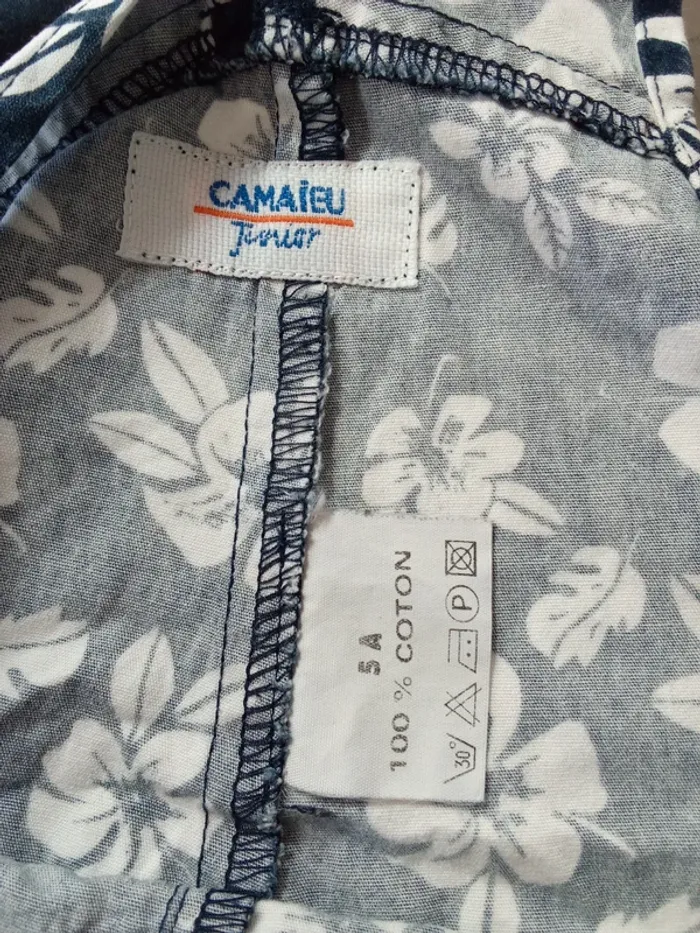 CAMAÏEU
Junior
5 A
100 % COTON
30°
P